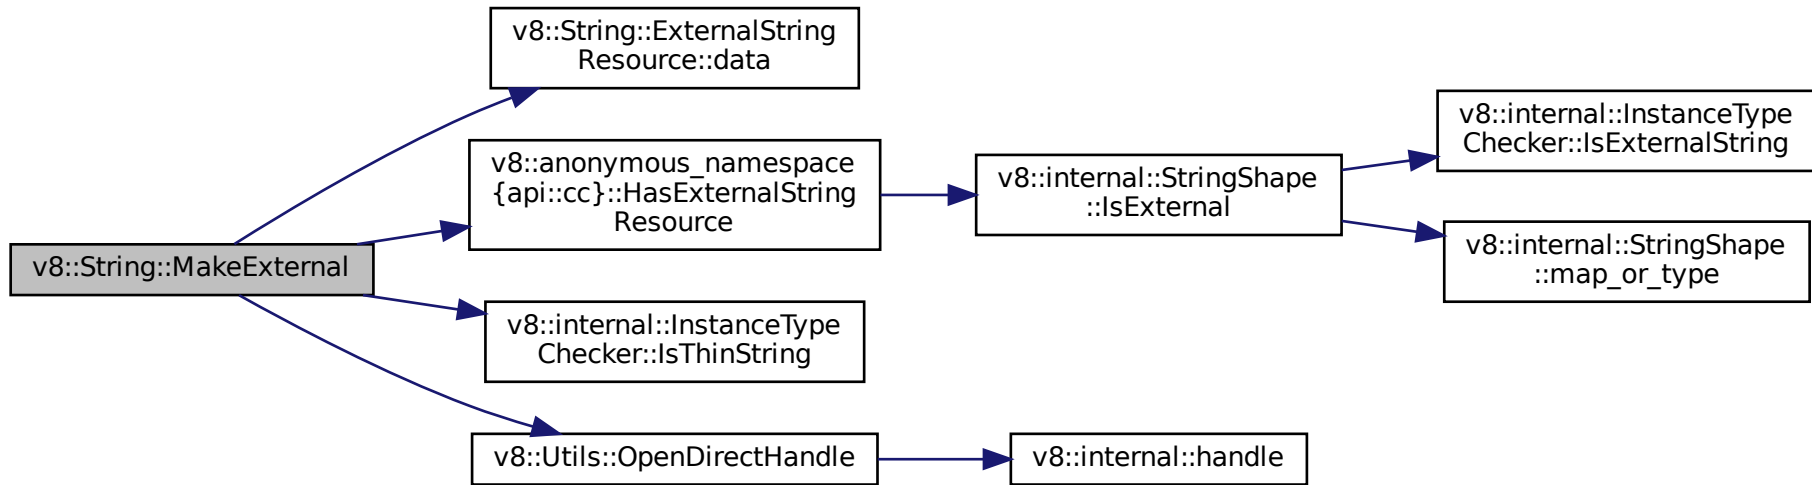 v8::String::MakeExternal
v8::String::ExternalString
Resource::data
v8::anonymous_namespace
{api::cc}::HasExternalString
Resource
v8::internal::StringShape
::IsExternal
v8::internal::InstanceType
Checker::IsExternalString
v8::internal::StringShape
::map_or_type
v8::internal::InstanceType
Checker::IsThinString
v8::Utils::OpenDirectHandle
v8::internal::handle